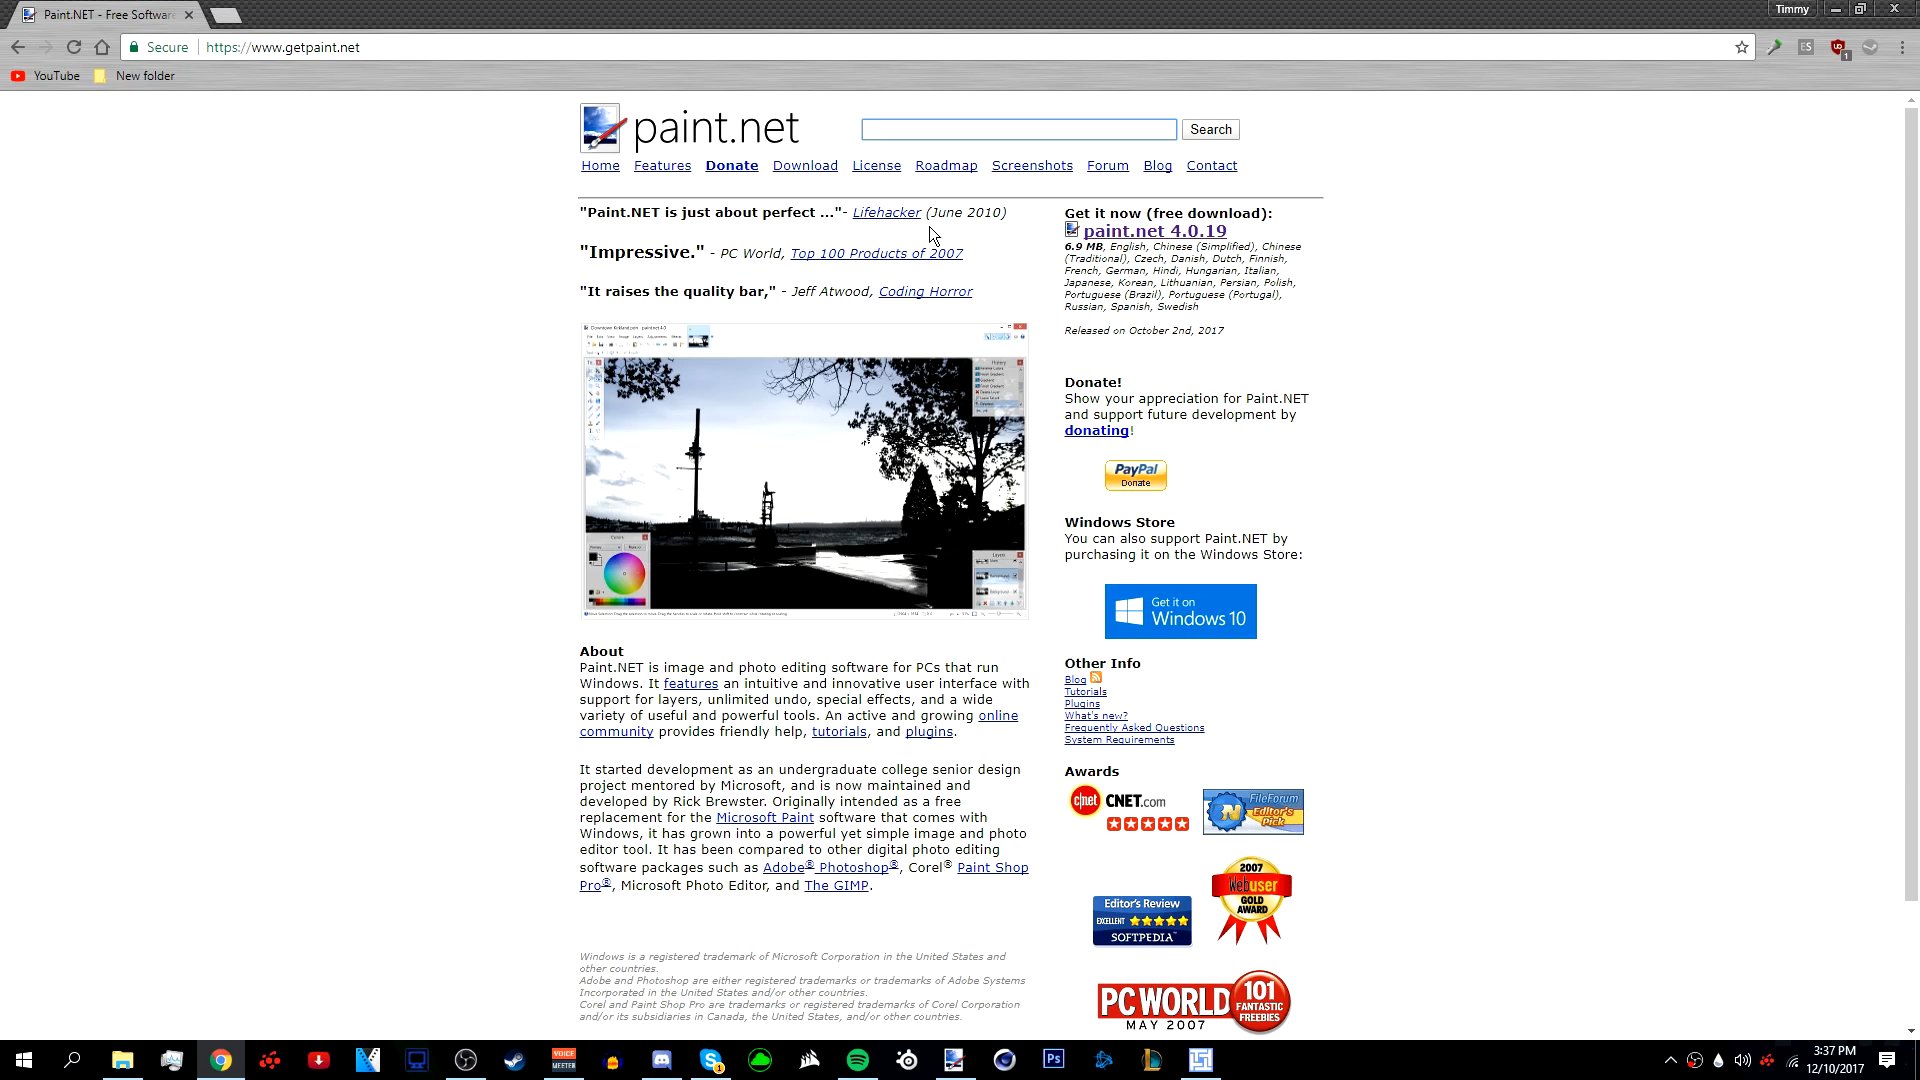 Paint.NET - Free Software
Timmy
Secure
https://www.getpaint.net
ES
1
YouTube
New folder
paint.net
Search
Home Features Donate Download License Roadmap Screenshots Forum Blog Contact
"Paint.NET is just about perfect ..."- Lifehacker (June 2010)
"Impressive." - PC World, Top 100 Products of 2007
"It raises the quality bar," - Jeff Atwood, Coding Horror
About
Paint.NET is image and photo editing software for PCs that run
Windows. It features an intuitive and innovative user interface with
support for layers, unlimited undo, special effects, and a wide
variety of useful and powerful tools. An active and growing online
community provides friendly help, tutorials, and plugins.
It started development as an undergraduate college senior design
project mentored by Microsoft, and is now maintained and
developed by Rick Brewster. Originally intended as a free
replacement for the Microsoft Paint software that comes with
Windows, it has grown into a powerful yet simple image and photo
editor tool. It has been compared to other digital photo editing
software packages such as Adobe® Photoshop®, Corel® Paint Shop
Pro®, Microsoft Photo Editor, and The GIMP.
Windows is a registered trademark of Microsoft Corporation in the United States and
other countries.
Adobe and Photoshop are either registered trademarks or trademarks of Adobe Systems
Incorporated in the United States and/or other countries.
Corel and Paint Shop Pro are trademarks or registered trademarks of Corel Corporation
and/or its subsidiaries in Canada, the United States, and/or other countries.
Get it now (free download):
paint.net 4.0.19
6.9 MB, English, Chinese (Simplified), Chinese
(Traditional), Czech, Danish, Dutch, Finnish,
French, German, Hindi, Hungarian, Italian,
Japanese, Korean, Lithuanian, Persian, Polish,
Portuguese (Brazil), Portuguese (Portugal),
Russian, Spanish, Swedish
Released on October 2nd, 2017
Donate!
Show your appreciation for Paint.NET
and support future development by
donating!
PayPal
Donate
Windows Store
You can also support Paint.NET by
purchasing it on the Windows Store:
Get it on
Windows 10
Other Info
Blog
Tutorials
Plugins
What's new?
Frequently Asked Questions
System Requirements
Awards
c|net CNET.com
FileForum
Editor's
Pick
Editor's Review
EXCELLENT
SOFTPEDIA™
2007
Webuser
GOLD
AWARD
PC WORLD
MAY 2007
101
FANTASTIC
FREEBIES
VOICE
MEETER
1
Ps
3:37 PM
12/10/2017